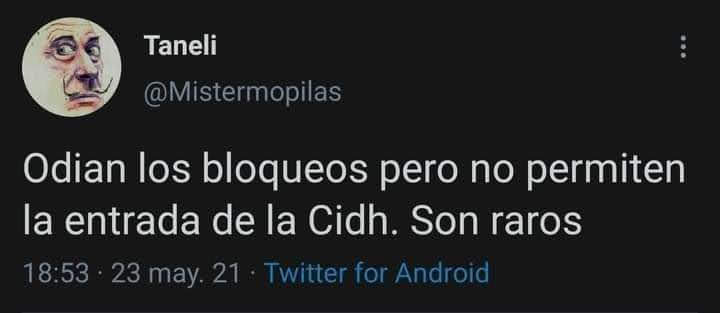 Taneli
@Mistermopilas
Odian los bloqueos pero no permiten
la entrada de la Cidh. Son raros
18:53 · 23 may. 21 · Twitter for Android